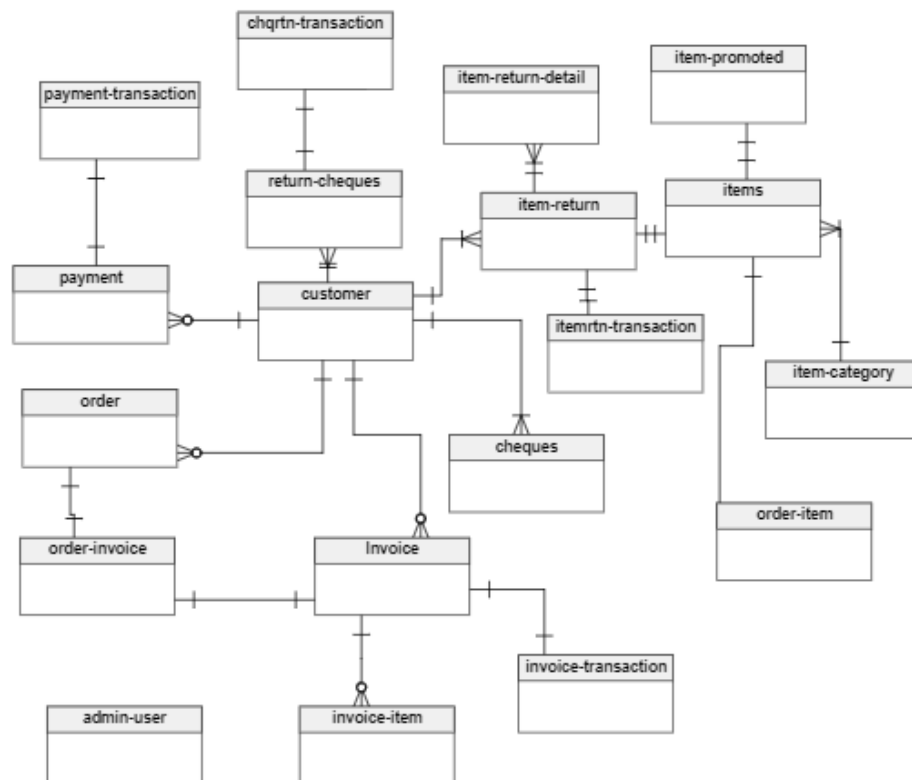 chqrtn-transaction
item-return-detail
item-promoted
payment-transaction
return-cheques
item-return
items
payment
customer
itemrtn-transaction
item-category
order
cheques
order-item
order-invoice
Invoice
invoice-transaction
admin-user
invoice-item